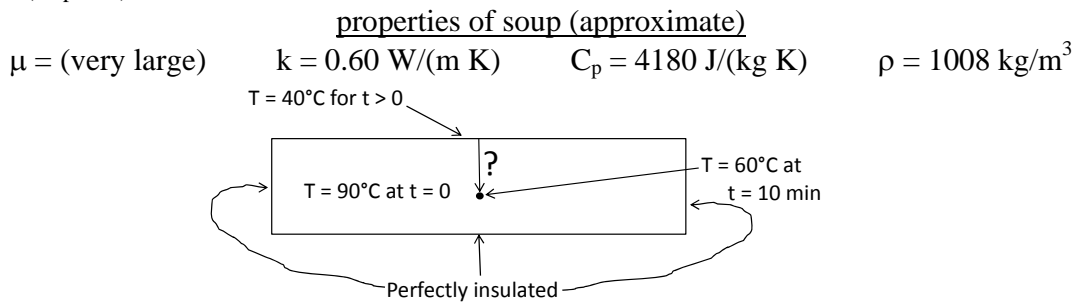 properties of soup (approximate)
μ = (very large) k = 0.60 W/(m K) Cp = 4180 J/(kg K) ρ = 1008 kg/m³
T = 40°C for t > 0
?
T = 90°C at t = 0
T = 60°C at
t = 10 min
Perfectly insulated